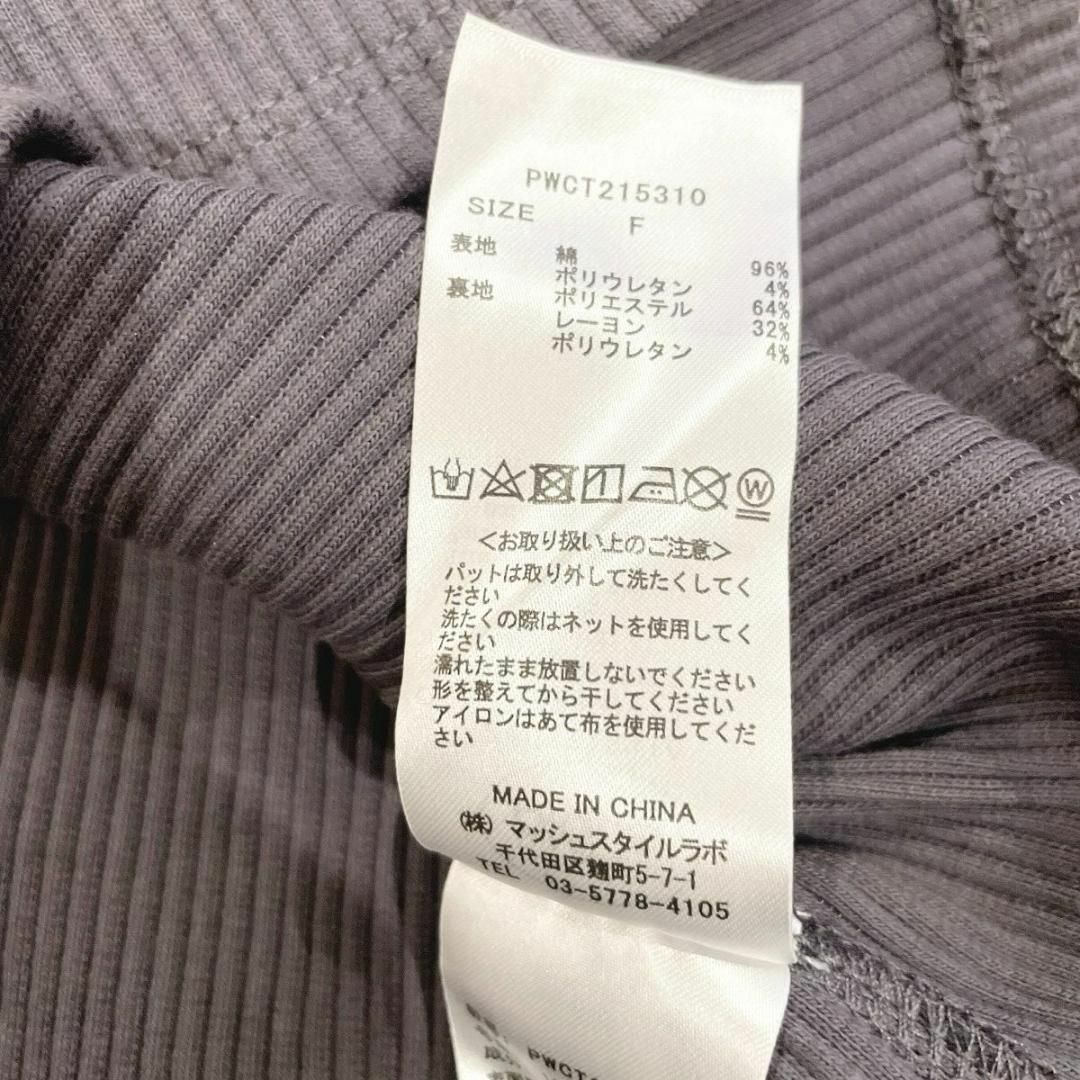 PWCT215310
SIZE F
表地 綿 96%
ポリウレタン 4%
裏地 ポリエステル 64%
レーヨン 32%
ポリウレタン 4%
W
<お取り扱い上のご注意>
パットは取り外して洗たくしてく
ださい
洗たくの際はネットを使用してく
ださい
濡れたまま放置しないでください
形を整えてから干してください
アイロンはあて布を使用してくだ
さい
MADE IN CHINA
(株) マッシュスタイルラボ
千代田区麹町5-7-1
TEL 03-5778-4105